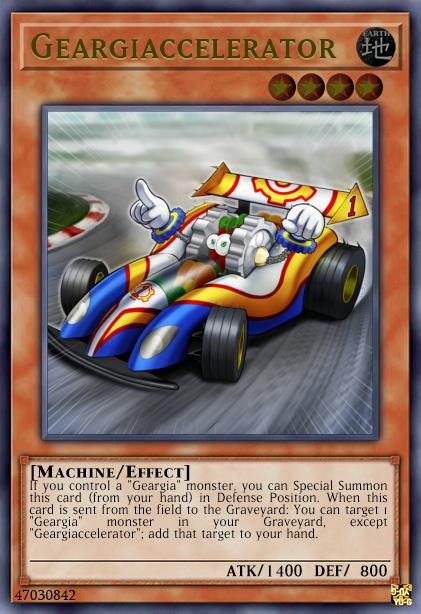 Geargiaccelerator
EARTH
地
1
[Machine/Effect]
If you control a "Geargia" monster, you can Special Summon
this card (from your hand) in Defense Position. When this
card is sent from the field to the Graveyard: You can target 1
"Geargia" monster in your Graveyard, except
"Geargiaccelerator"; add that target to your hand.
ATK/1400 DEF/ 800
47030842